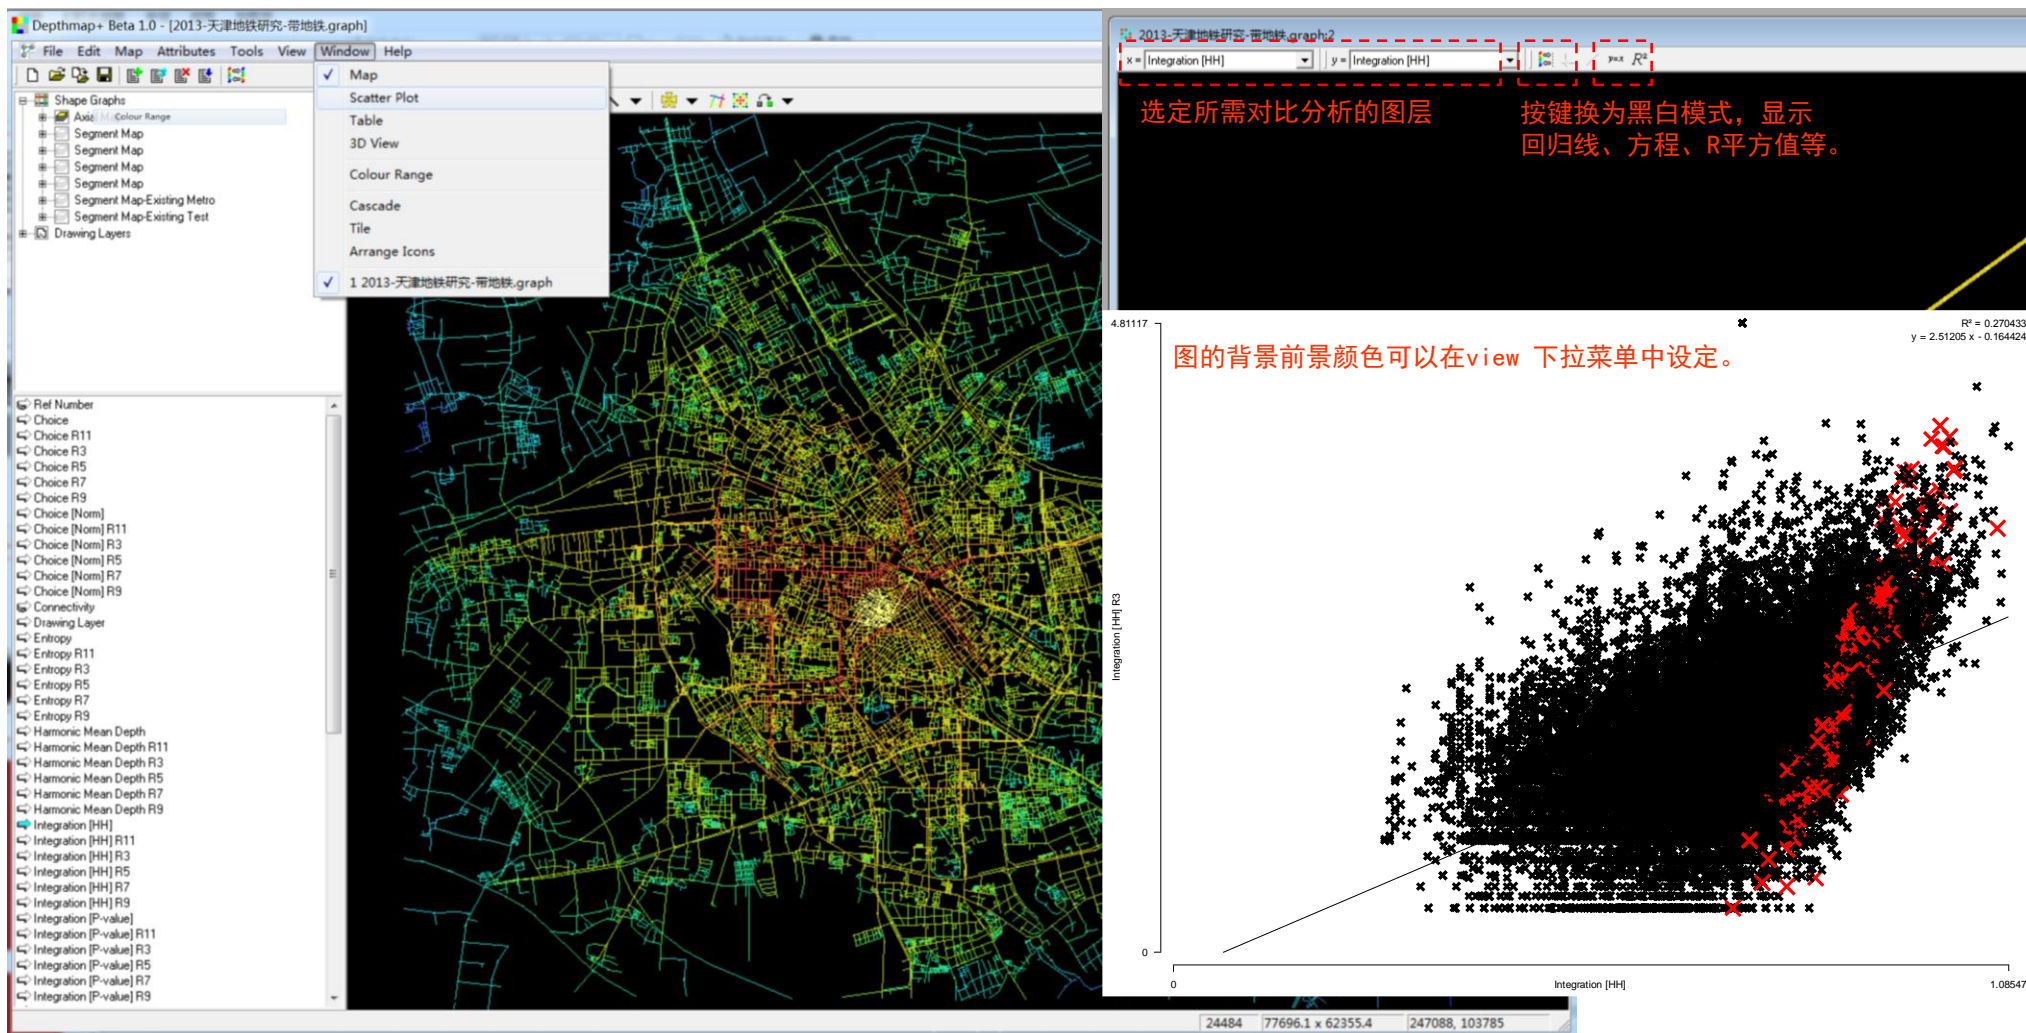 Depthmap+ Beta 1.0 - [2013-天津地铁研究-带地铁.graph]
File Edit Map Attributes Tools View Window Help
Map
Scatter Plot
Table
3D View
Colour Range
Cascade
Tile
Arrange Icons
1 2013-天津地铁研究-带地铁.graph
Shape Graphs
Axial Map
Colour Range
Segment Map
Segment Map
Segment Map
Segment Map
Segment Map-Existing Metro
Segment Map-Existing Test
Drawing Layers
Ref Number
Choice
Choice R11
Choice R3
Choice R5
Choice R7
Choice R9
Choice [Norm]
Choice [Norm] R11
Choice [Norm] R3
Choice [Norm] R5
Choice [Norm] R7
Choice [Norm] R9
Connectivity
Drawing Layer
Entropy
Entropy R11
Entropy R3
Entropy R5
Entropy R7
Entropy R9
Harmonic Mean Depth
Harmonic Mean Depth R11
Harmonic Mean Depth R3
Harmonic Mean Depth R5
Harmonic Mean Depth R7
Harmonic Mean Depth R9
Integration [HH]
Integration [HH] R11
Integration [HH] R3
Integration [HH] R5
Integration [HH] R7
Integration [HH] R9
Integration [P-value]
Integration [P-value] R11
Integration [P-value] R3
Integration [P-value] R5
Integration [P-value] R7
Integration [P-value] R9
24484 77696.1 x 62355.4 247088, 103785
2013-天津地铁研究-带地铁.graph:2
x = Integration [HH] y = Integration [HH] y=x R²
选定所需对比分析的图层
按键换为黑白模式，显示
回归线、方程、R平方值等。
4.81117
R² = 0.270433
y = 2.51205 x - 0.164424
图的背景前景颜色可以在view 下拉菜单中设定。
Integration [HH] R3
0
0
Integration [HH]
1.08547